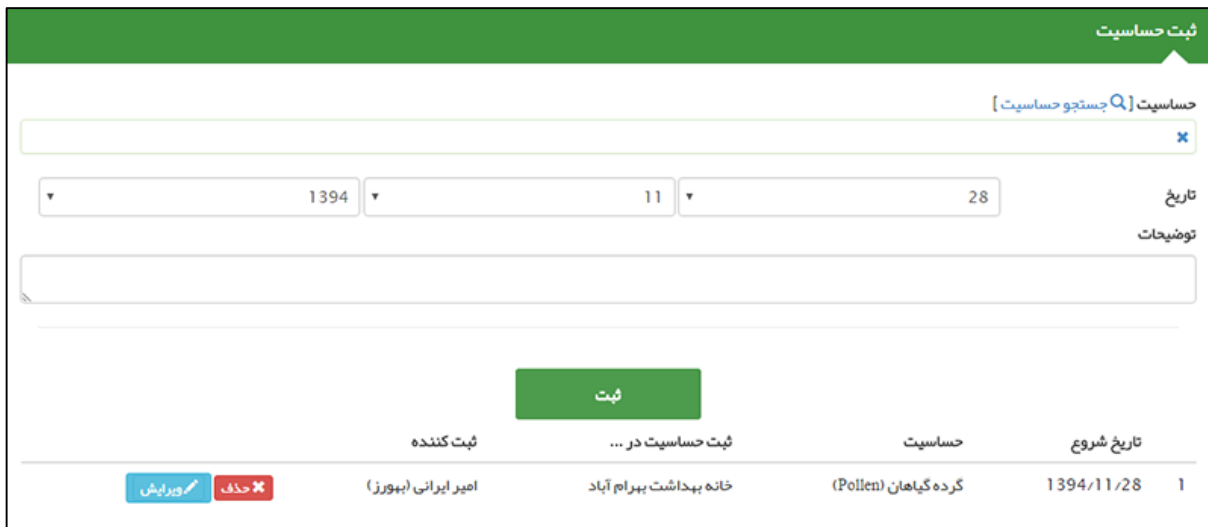 ثبت حساسیت
حساسیت [ جستجو حساسیت ]
تاریخ 28 11 1394
توضیحات
ثبت
تاریخ شروع حساسیت ثبت حساسیت در ... ثبت کننده
1 1394/11/28 گرده گیاهان (Pollen) خانه بهداشت بهرام آباد امیر ایرانی (بهورز) حذف ویرایش